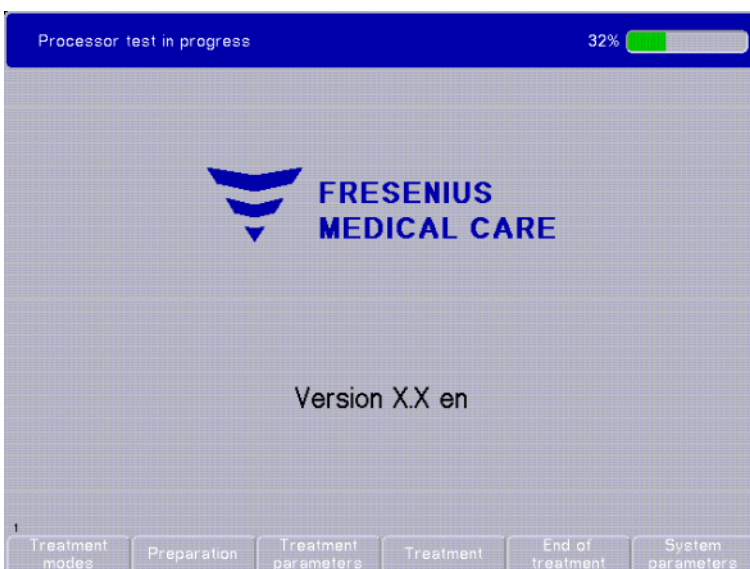 Processor test in progress 32%
FRESENIUS
MEDICAL CARE
Version X.X en
1
Treatment modes
Preparation
Treatment parameters
Treatment
End of treatment
System parameters